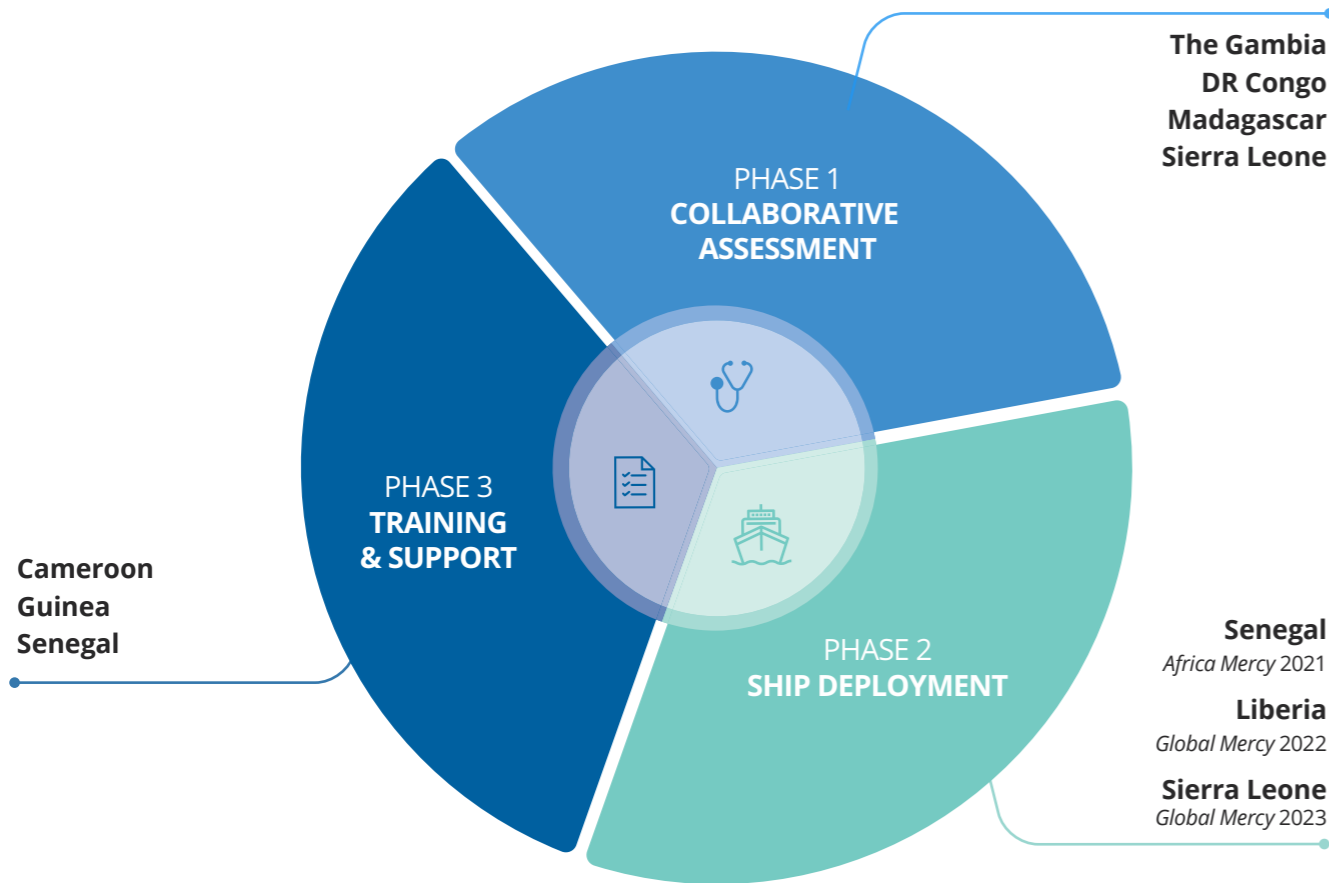 The Gambia
DR Congo
Madagascar
Sierra Leone
PHASE 1
COLLABORATIVE
ASSESSMENT
PHASE 3
TRAINING
& SUPPORT
Cameroon
Guinea
Senegal
PHASE 2
SHIP DEPLOYMENT
Senegal
Africa Mercy 2021
Liberia
Global Mercy 2022
Sierra Leone
Global Mercy 2023